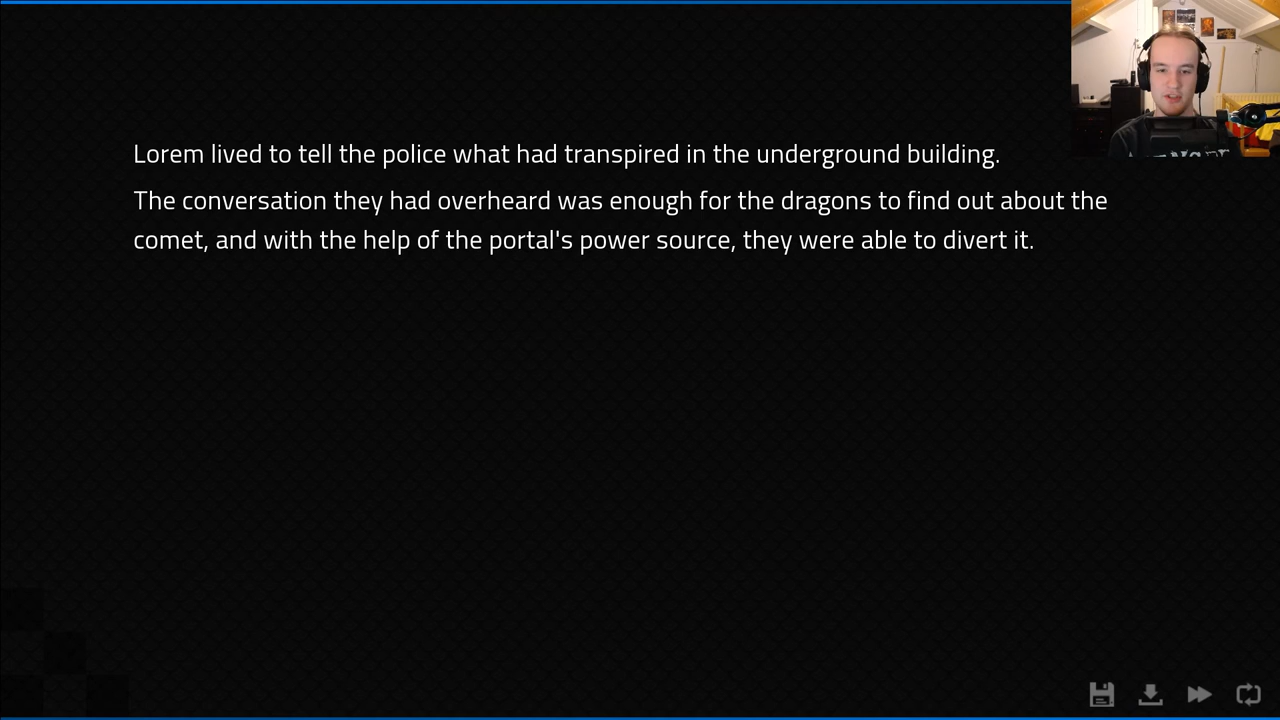 Lorem lived to tell the police what had transpired in the underground building.
The conversation they had overheard was enough for the dragons to find out about the
comet, and with the help of the portal's power source, they were able to divert it.